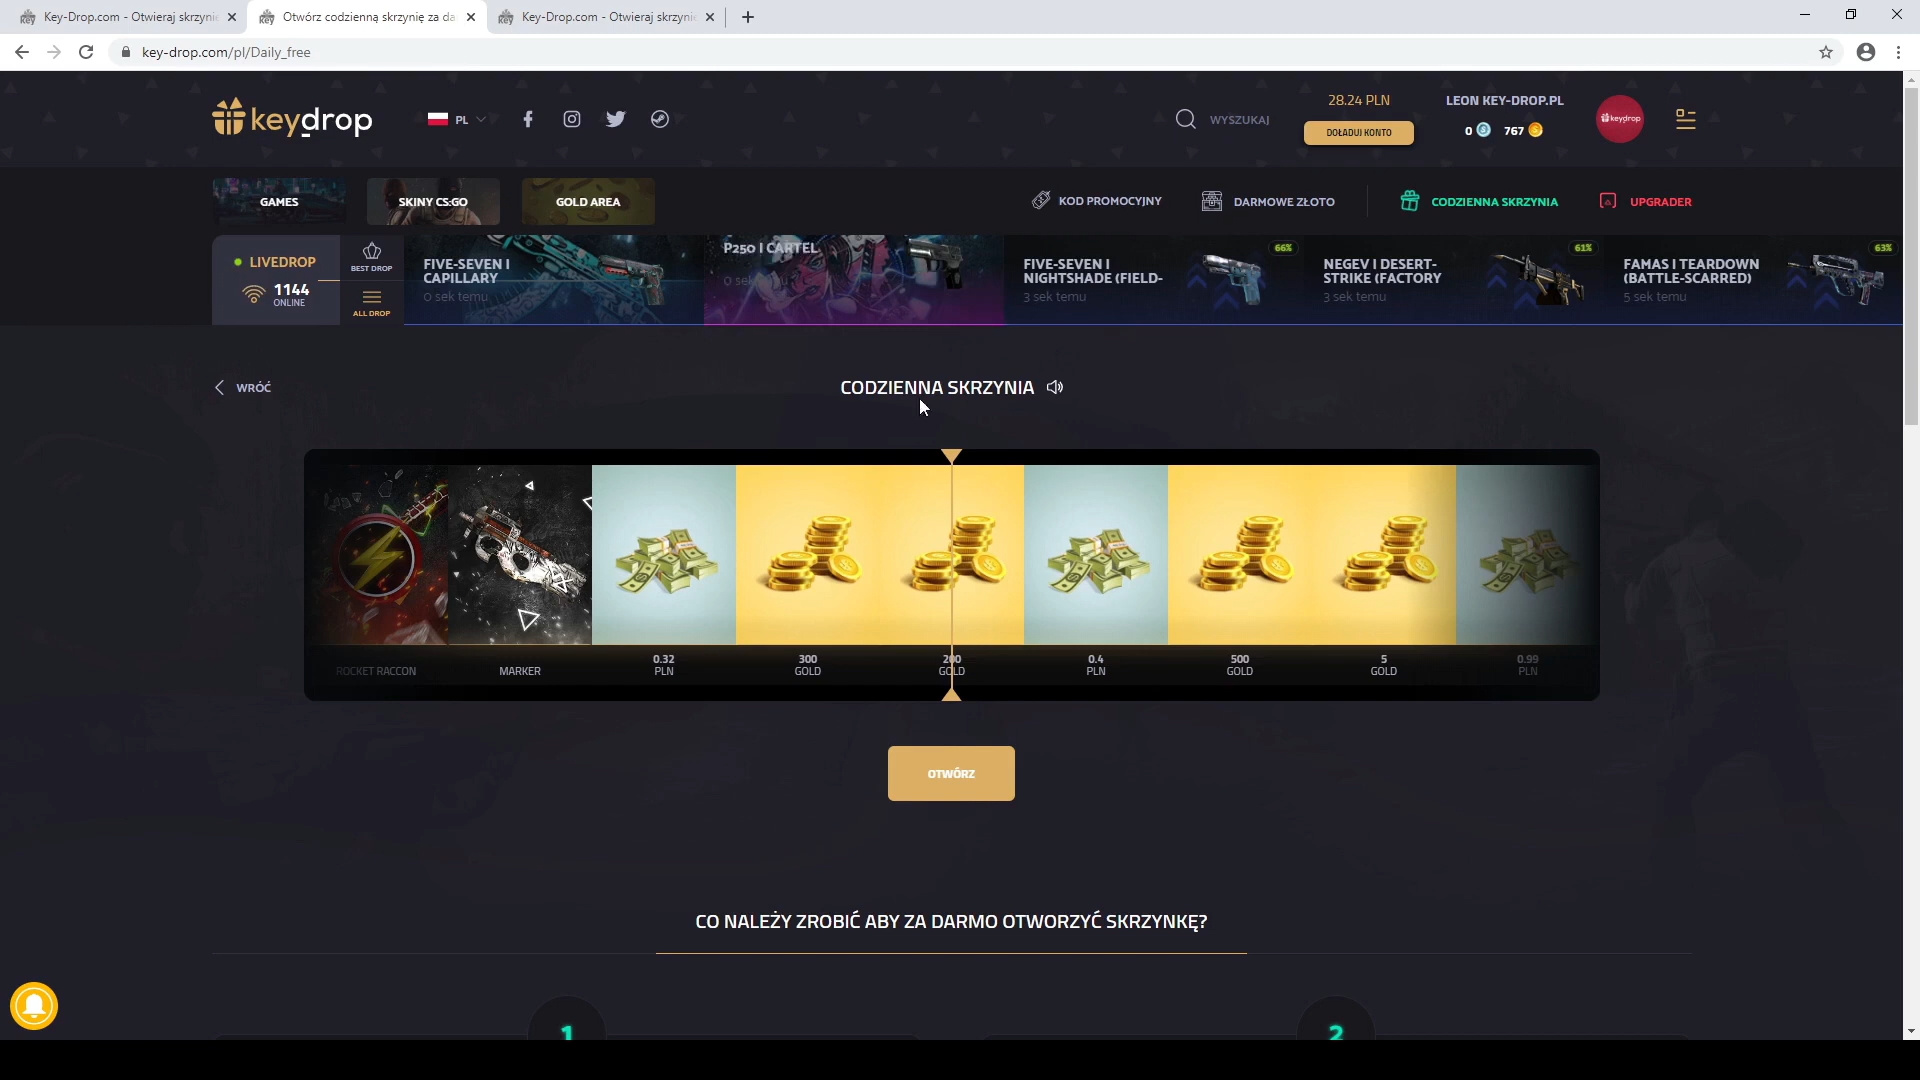 Key-Drop.com - Otwieraj skrzynie
Otwórz codzienną skrzynię za da
Key-Drop.com - Otwieraj skrzynie
key-drop.com/pl/Daily_free
keydrop
PL
WYSZUKAJ
28.24 PLN
DOŁADUJ KONTO
LEON KEY-DROP.PL
0 767
keydrop
GAMES
SKINY CS:GO
GOLD AREA
KOD PROMOCYJNY
DARMOWE ZŁOTO
CODZIENNA SKRZYNIA
UPGRADER
LIVEDROP
1144
ONLINE
BEST DROP
ALL DROP
FIVE-SEVEN I
CAPILLARY
0 sek temu
P250 I CARTEL
0 sek temu
66%
FIVE-SEVEN I
NIGHTSHADE (FIELD-
3 sek temu
61%
NEGEV I DESERT-
STRIKE (FACTORY
3 sek temu
63%
FAMAS I TEARDOWN
(BATTLE-SCARRED)
5 sek temu
WRÓĆ
CODZIENNA SKRZYNIA
ROCKET RACCON
MARKER
0.32
PLN
300
GOLD
200
GOLD
0.4
PLN
500
GOLD
5
GOLD
0.99
PLN
OTWÓRZ
CO NALEŻY ZROBIĆ ABY ZA DARMO OTWORZYĆ SKRZYNKĘ?
1
2